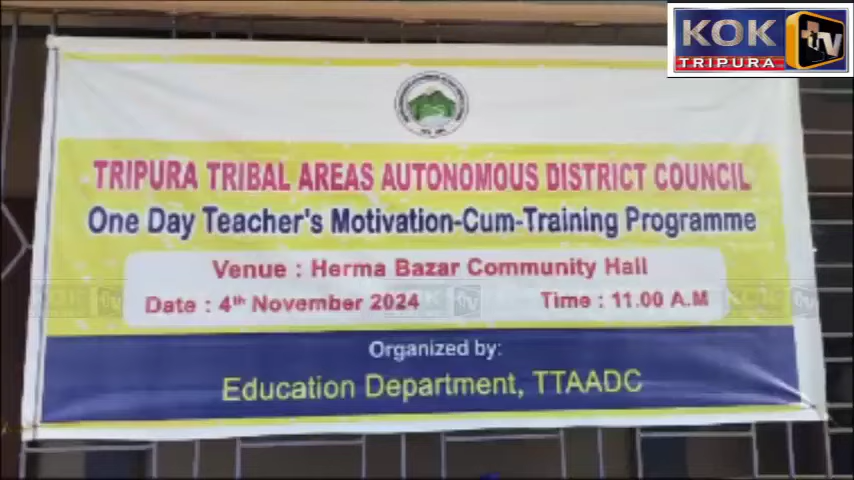 KOK tv
TRIPURA
TRIPURA TRIBAL AREAS AUTONOMOUS DISTRICT COUNCIL
One Day Teacher's Motivation-Cum-Training Programme
Venue : Herma Bazar Community Hall
Date : 4th November 2024 Time : 11.00 A.M
Organized by:
Education Department, TTAADC